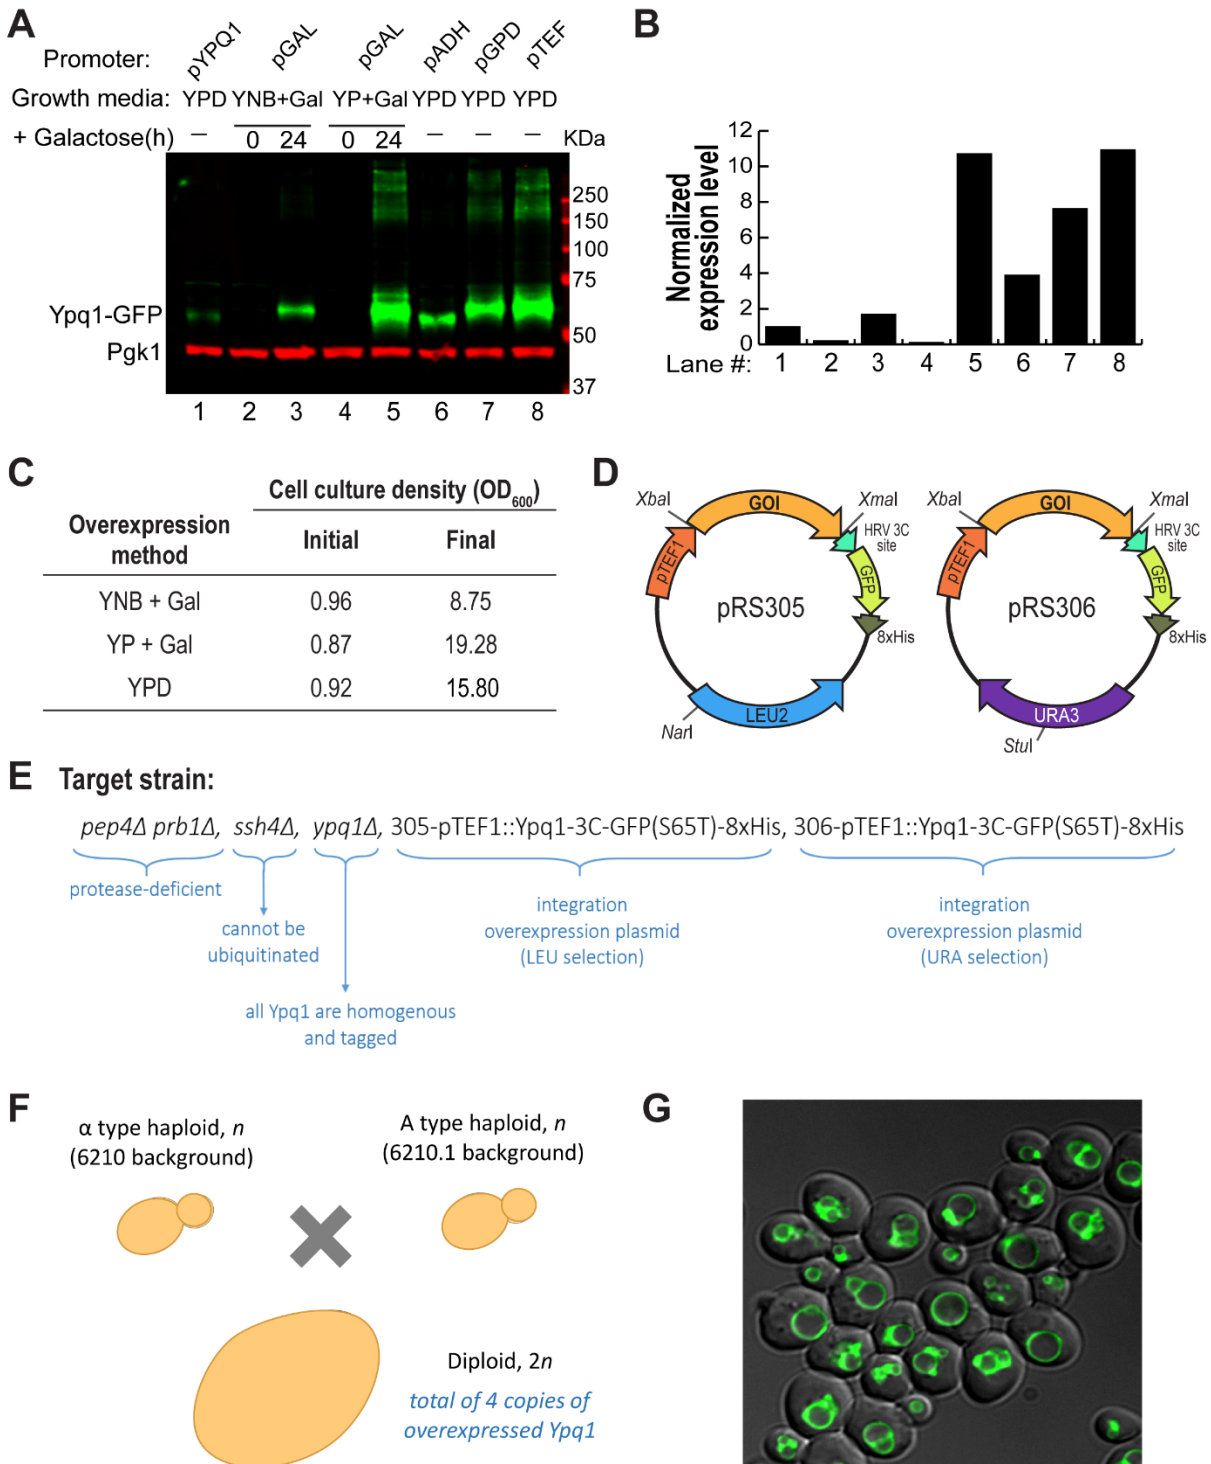 A
Promoter: pYPQ1 pGAL pGAL pADH pGPD pTEF
Growth media: YPD YNB+Gal YP+Gal YPD YPD YPD
+ Galactose(h) – 0 24 0 24 – – – KDa
250
150
100
75
Ypq1-GFP
50
Pgk1
37
1 2 3 4 5 6 7 8
B
Normalized
expression level
12
10
8
6
4
2
0
Lane #: 1 2 3 4 5 6 7 8
C
Cell culture density (OD600)
Overexpression
method
Initial Final
YNB + Gal 0.96 8.75
YP + Gal 0.87 19.28
YPD 0.92 15.80
D
XbaI GOI XmaI
HRV 3C
site
pTEF1
GFP
pRS305
8xHis
LEU2
NarI
XbaI GOI XmaI
HRV 3C
site
pTEF1
GFP
pRS306
8xHis
URA3
StuI
E Target strain:
pep4Δ prb1Δ, ssh4Δ, ypq1Δ, 305-pTEF1::Ypq1-3C-GFP(S65T)-8xHis, 306-pTEF1::Ypq1-3C-GFP(S65T)-8xHis
protease-deficient
cannot be
ubiquitinated
all Ypq1 are homogenous
and tagged
integration
overexpression plasmid
(LEU selection)
integration
overexpression plasmid
(URA selection)
F
α type haploid, n
(6210 background)
A type haploid, n
(6210.1 background)
Diploid, 2n
total of 4 copies of
overexpressed Ypq1
G